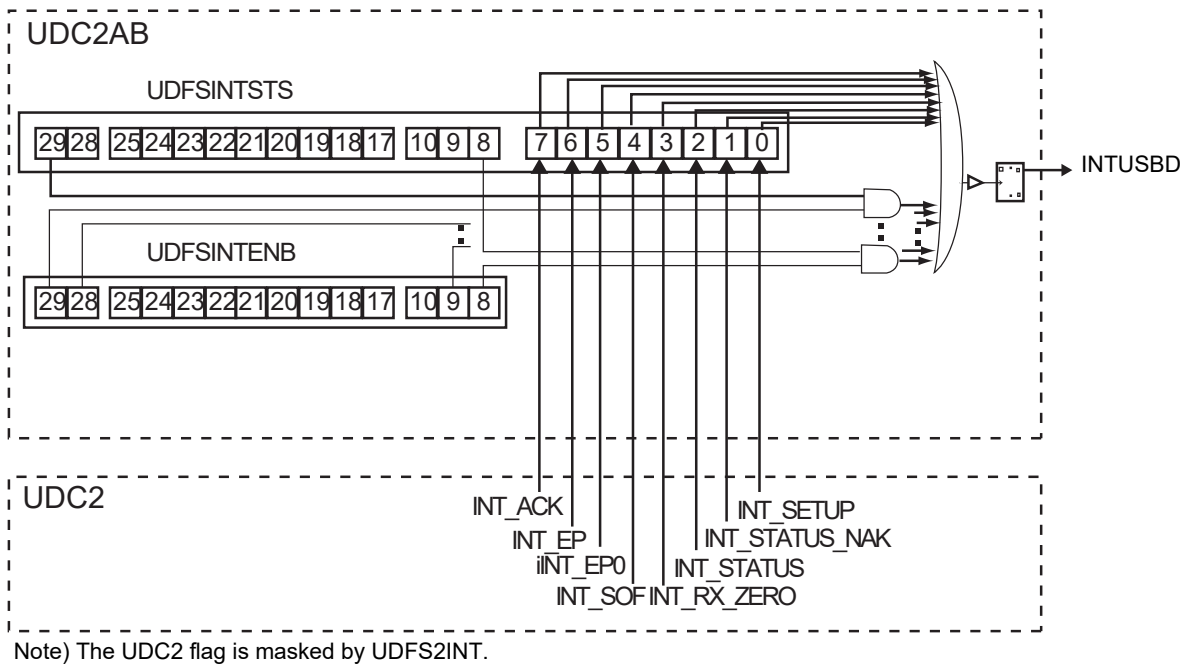 UDC2AB
UDFSINTSTS
29 28 25 24 23 22 21 20 19 18 17 10 9 8 7 6 5 4 3 2 1 0
INTUSBD
UDFSINTENB
29 28 25 24 23 22 21 20 19 18 17 10 9 8
UDC2
INT_ACK INT_SETUP
INT_EP INT_STATUS_NAK
iINT_EP0 INT_STATUS
INT_SOF INT_RX_ZERO
Note) The UDC2 flag is masked by UDFS2INT.